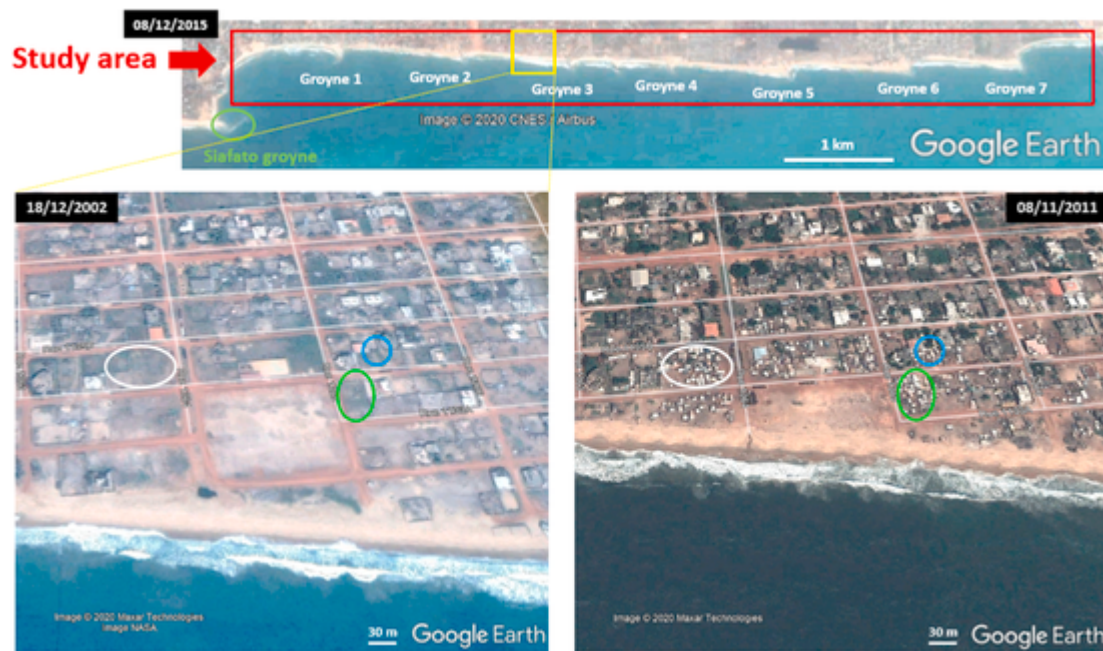 08/12/2015
Study area
Groyne 1
Groyne 2
Groyne 3
Groyne 4
Groyne 5
Groyne 6
Groyne 7
Image © 2020 CNES / Airbus
Siafato groyne
1 km
Google Earth
18/12/2002
08/11/2011
Image © 2020 Maxar Technologies
image NASA
30 m
Google Earth
Image © 2020 Maxar Technologies
30 m
Google Earth